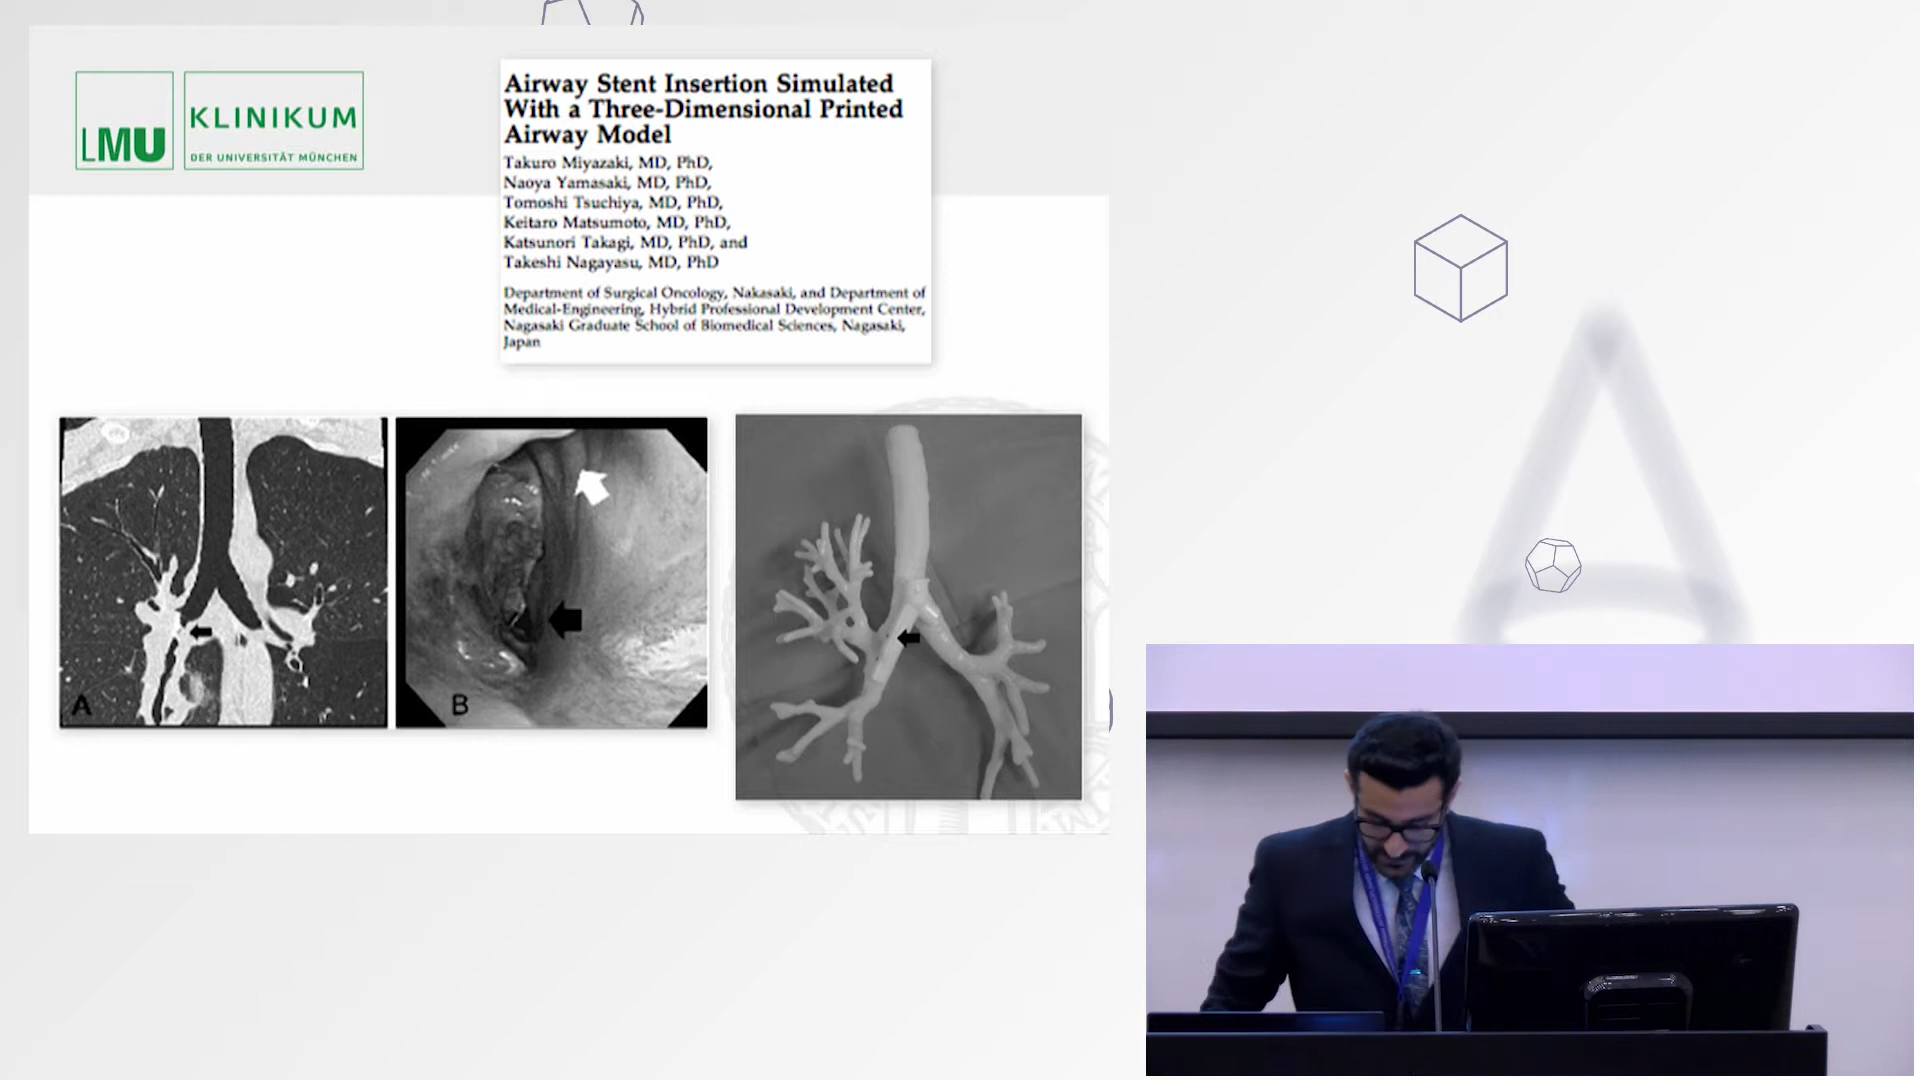 LMU
KLINIKUM
DER UNIVERSITÄT MÜNCHEN
Airway Stent Insertion Simulated
With a Three-Dimensional Printed
Airway Model
Takuro Miyazaki, MD, PhD,
Naoya Yamasaki, MD, PhD,
Tomoshi Tsuchiya, MD, PhD,
Keitaro Matsumoto, MD, PhD,
Katsunori Takagi, MD, PhD, and
Takeshi Nagayasu, MD, PhD
Department of Surgical Oncology, Nakasaki, and Department of
Medical-Engineering, Hybrid Professional Development Center,
Nagasaki Graduate School of Biomedical Sciences, Nagasaki,
Japan
A
B